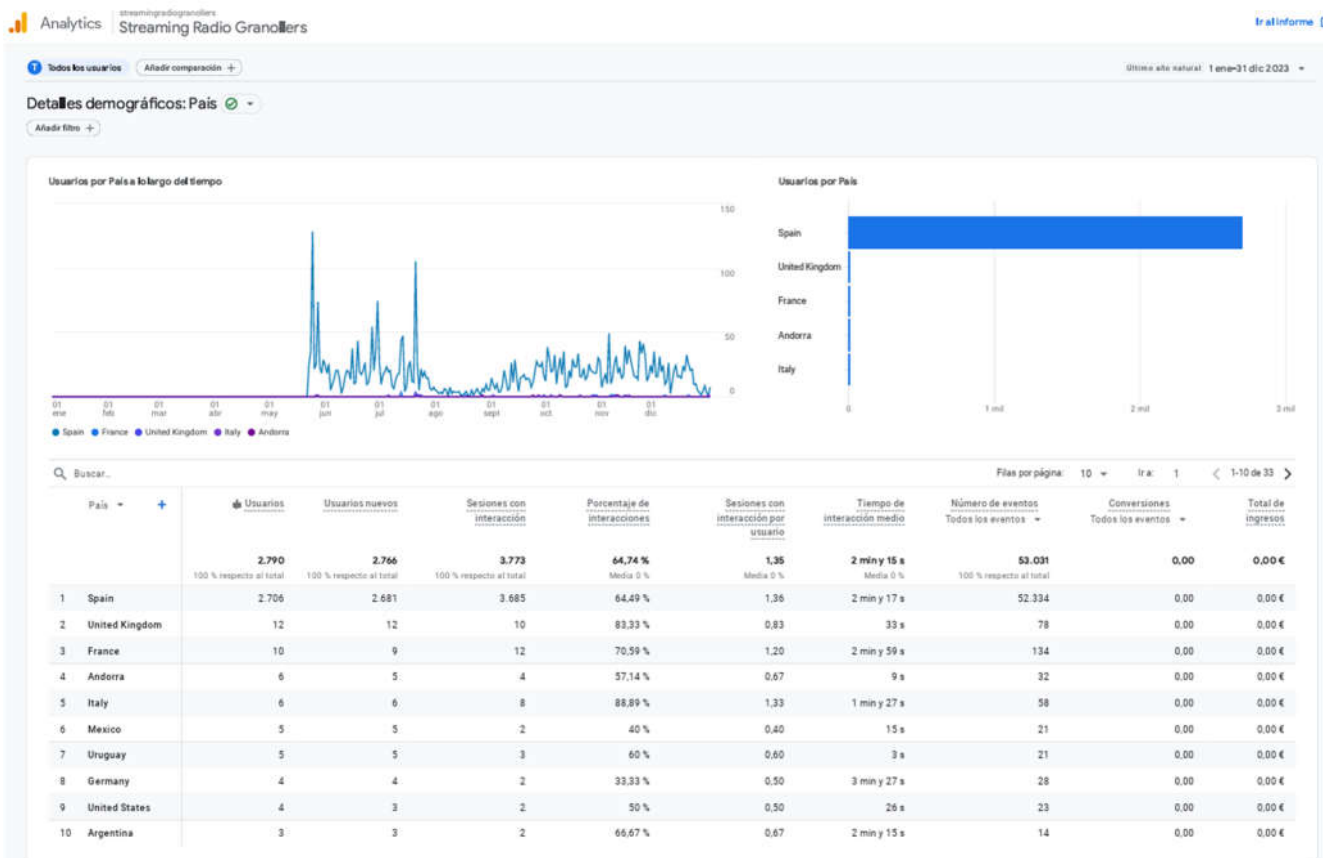 streamingradiogranollers
Analytics
Streaming Radio Granollers
Ir al informe
T Todos los usuarios
Añadir comparación +
Último año natural 1 ene-31 dic 2023
Detalles demográficos: País
Añadir filtro +
Usuarios por País a lo largo del tiempo
150
100
50
0
01 ene 01 feb 01 mar 01 abr 01 may 01 jun 01 jul 01 ago 01 sept 01 oct 01 nov 01 dic
Spain France United Kingdom Italy Andorra
Usuarios por País
Spain
United Kingdom
France
Andorra
Italy
0 1 mil 2 mil 3 mil
Buscar...
Filas por página: 10 Ir a: 1 < 1-10 de 33 >
País + Usuarios Usuarios nuevos Sesiones con interacción Porcentaje de interacciones Sesiones con interacción por usuario Tiempo de interacción medio Número de eventos Todos los eventos Conversiones Todos los eventos Total de ingresos
2.790 2.766 3.773 64,74 % 1,35 2 min y 15 s 53.031 0,00 0,00 €
100 % respecto al total 100 % respecto al total 100 % respecto al total Media 0 % Media 0 % Media 0 % 100 % respecto al total
1 Spain 2.706 2.681 3.685 64,49 % 1,36 2 min y 17 s 52.334 0,00 0,00 €
2 United Kingdom 12 12 10 83,33 % 0,83 33 s 78 0,00 0,00 €
3 France 10 9 12 70,59 % 1,20 2 min y 59 s 134 0,00 0,00 €
4 Andorra 6 5 4 57,14 % 0,67 9 s 32 0,00 0,00 €
5 Italy 6 6 8 88,89 % 1,33 1 min y 27 s 58 0,00 0,00 €
6 Mexico 5 5 2 40 % 0,40 15 s 21 0,00 0,00 €
7 Uruguay 5 5 3 60 % 0,60 3 s 21 0,00 0,00 €
8 Germany 4 4 2 33,33 % 0,50 3 min y 27 s 28 0,00 0,00 €
9 United States 4 3 2 50 % 0,50 26 s 23 0,00 0,00 €
10 Argentina 3 3 2 66,67 % 0,67 2 min y 15 s 14 0,00 0,00 €